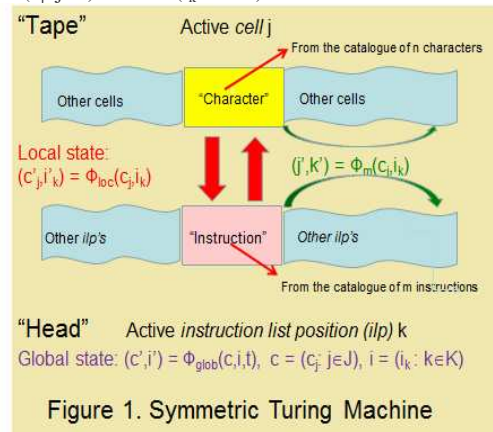 "Tape" Active cell j
From the catalogue of n characters
Other cells "Character" Other cells
Local state:
(c'j,i'k) = Φloc(cj,ik)
(j',k') = Φm(cj,ik)
Other ilp's "Instruction" Other ilp's
From the catalogue of m instructions
"Head" Active instruction list position (ilp) k
Global state: (c',i') = Φglob(c,i,t), c = (cj: j∈J), i = (ik : k∈K)
Figure 1. Symmetric Turing Machine